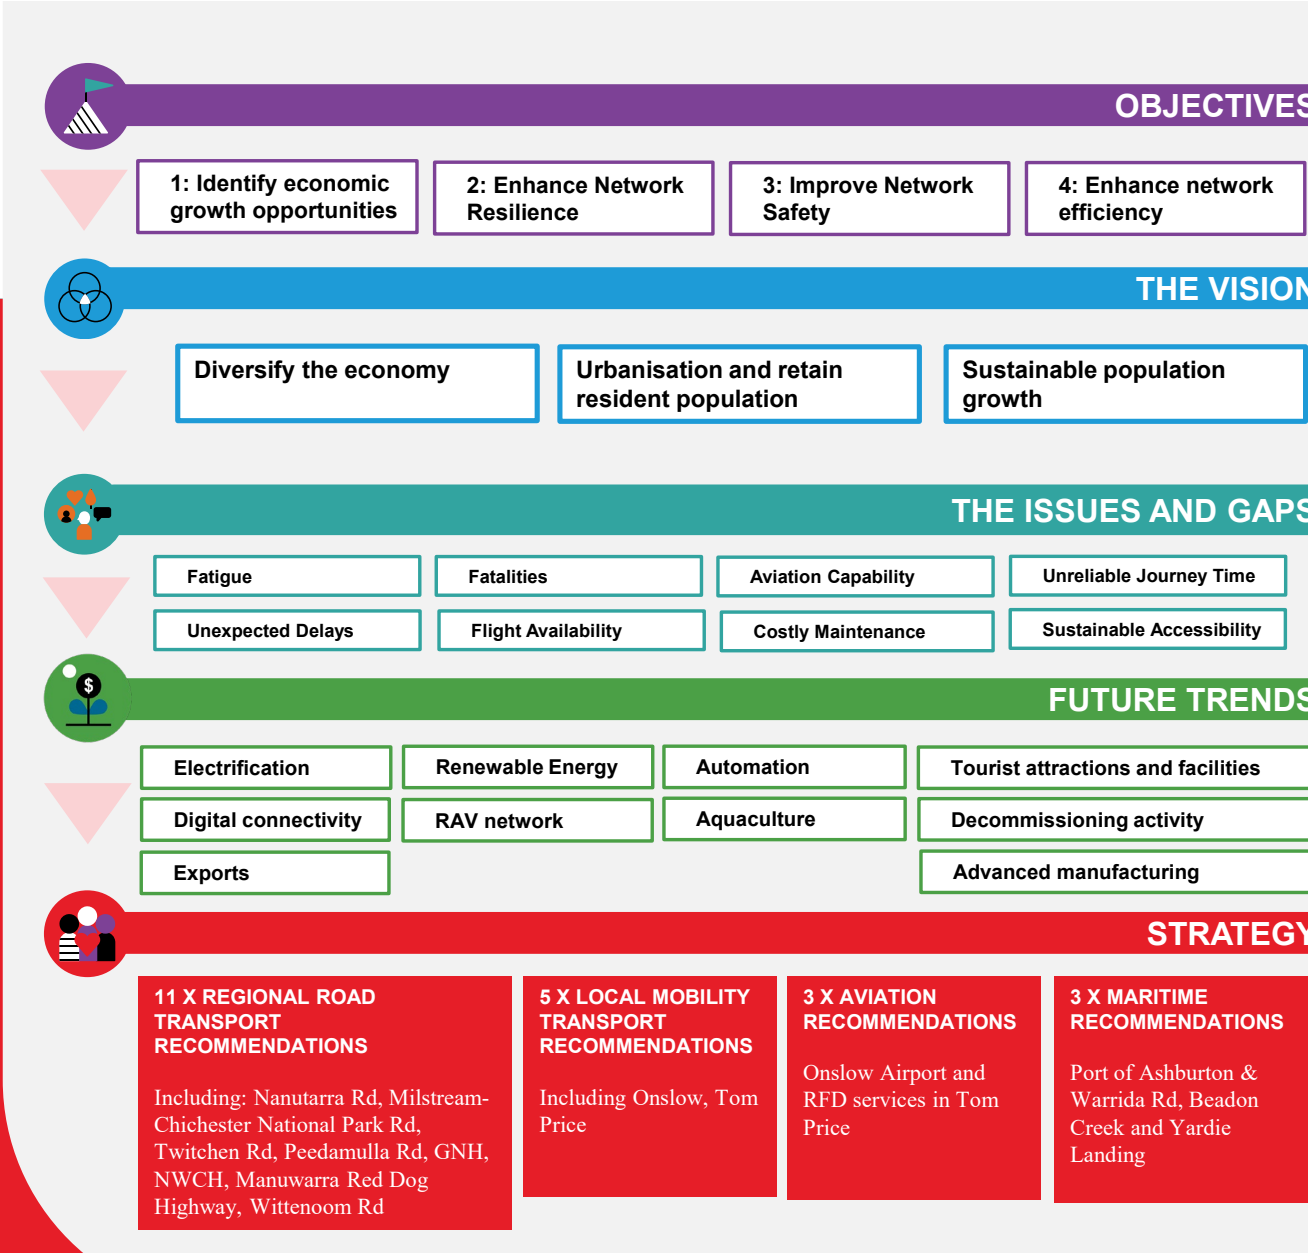 OBJECTIVES
1: Identify economic
growth opportunities
2: Enhance Network
Resilience
3: Improve Network
Safety
4: Enhance network
efficiency
THE VISION
Diversify the economy
Urbanisation and retain
resident population
Sustainable population
growth
THE ISSUES AND GAPS
Fatigue
Fatalities
Aviation Capability
Unreliable Journey Time
Unexpected Delays
Flight Availability
Costly Maintenance
Sustainable Accessibility
$
FUTURE TRENDS
Electrification
Renewable Energy
Automation
Tourist attractions and facilities
Digital connectivity
RAV network
Aquaculture
Decommissioning activity
Exports
Advanced manufacturing
STRATEGY
11 X REGIONAL ROAD
TRANSPORT
RECOMMENDATIONS
Including: Nanutarra Rd, Milstream-
Chichester National Park Rd,
Twitchen Rd, Peedamulla Rd, GNH,
NWCH, Manuwarra Red Dog
Highway, Wittenoom Rd
5 X LOCAL MOBILITY
TRANSPORT
RECOMMENDATIONS
Including Onslow, Tom
Price
3 X AVIATION
RECOMMENDATIONS
Onslow Airport and
RFD services in Tom
Price
3 X MARITIME
RECOMMENDATIONS
Port of Ashburton &
Warrida Rd, Beadon
Creek and Yardie
Landing